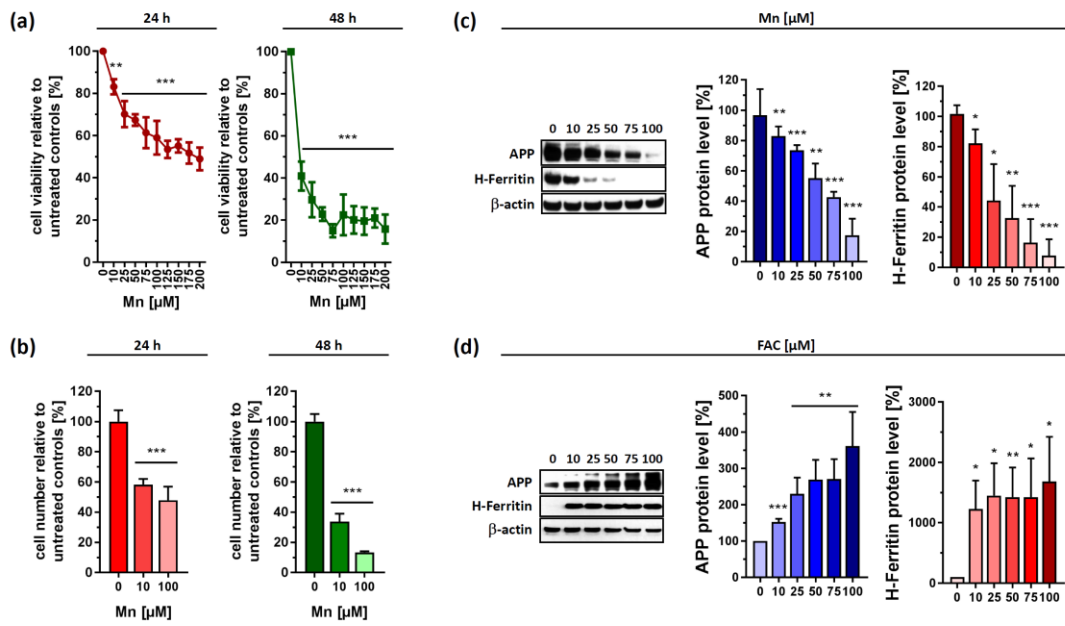 (a)
24 h
48 h
cell viability relative to
untreated controls [%]
100
80
60
40
20
0
**
***
0 10 25 50 75 100 125 150 175 200
Mn [µM]
cell viability relative to
untreated controls [%]
100
80
60
40
20
0
***
0 10 25 50 75 100 125 150 175 200
Mn [µM]
(b)
24 h
48 h
cell number relative to
untreated controls [%]
120
100
80
60
40
20
0
***
0 10 100
Mn [µM]
cell number relative to
untreated controls [%]
120
100
80
60
40
20
0
***
0 10 100
Mn [µM]
(c)
Mn [µM]
0 10 25 50 75 100
APP
H-Ferritin
β-actin
APP protein level [%]
120
100
80
60
40
20
0
** *** ** *** ***
0 10 25 50 75 100
H-Ferritin protein level [%]
120
100
80
60
40
20
0
* * ** *** ***
0 10 25 50 75 100
(d)
FAC [µM]
0 10 25 50 75 100
APP
H-Ferritin
β-actin
APP protein level [%]
500
400
300
200
100
0
*** **
0 10 25 50 75 100
H-Ferritin protein level [%]
3000
2000
1000
0
* * ** * *
0 10 25 50 75 100